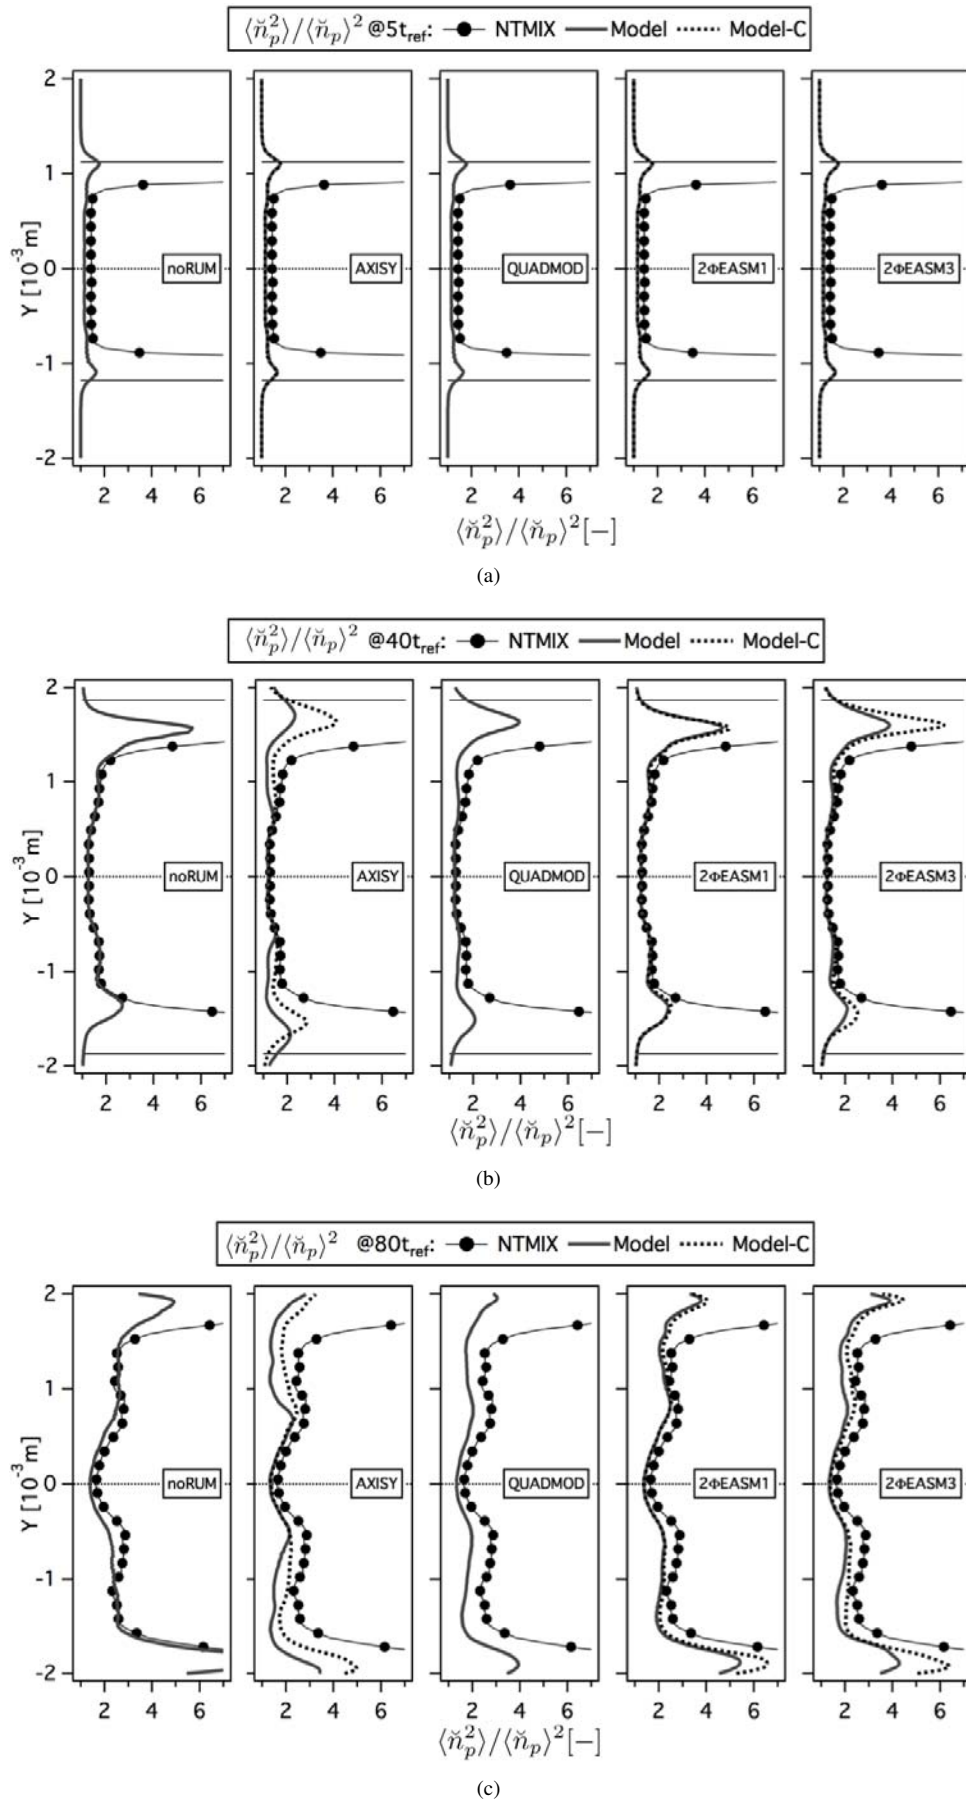 ⟨n̆p²⟩/⟨n̆p⟩² @5tref: NTMIX Model Model-C
2
1
0
-1
-2
Y [10⁻³m]
noRUM
AXISY
QUADMOD
2ΦEASM1
2ΦEASM3
2 4 6 2 4 6 2 4 6 2 4 6 2 4 6
⟨n̆p²⟩/⟨n̆p⟩²[−]
(a)
⟨n̆p²⟩/⟨n̆p⟩² @40tref: NTMIX Model Model-C
2
1
0
-1
-2
Y [10⁻³m]
noRUM
AXISY
QUADMOD
2ΦEASM1
2ΦEASM3
2 4 6 2 4 6 2 4 6 2 4 6 2 4 6
⟨n̆p²⟩/⟨n̆p⟩²[−]
(b)
⟨n̆p²⟩/⟨n̆p⟩² @80tref: NTMIX Model Model-C
2
1
0
-1
-2
Y [10⁻³m]
noRUM
AXISY
QUADMOD
2ΦEASM1
2ΦEASM3
2 4 6 2 4 6 2 4 6 2 4 6 2 4 6
⟨n̆p²⟩/⟨n̆p⟩²[−]
(c)